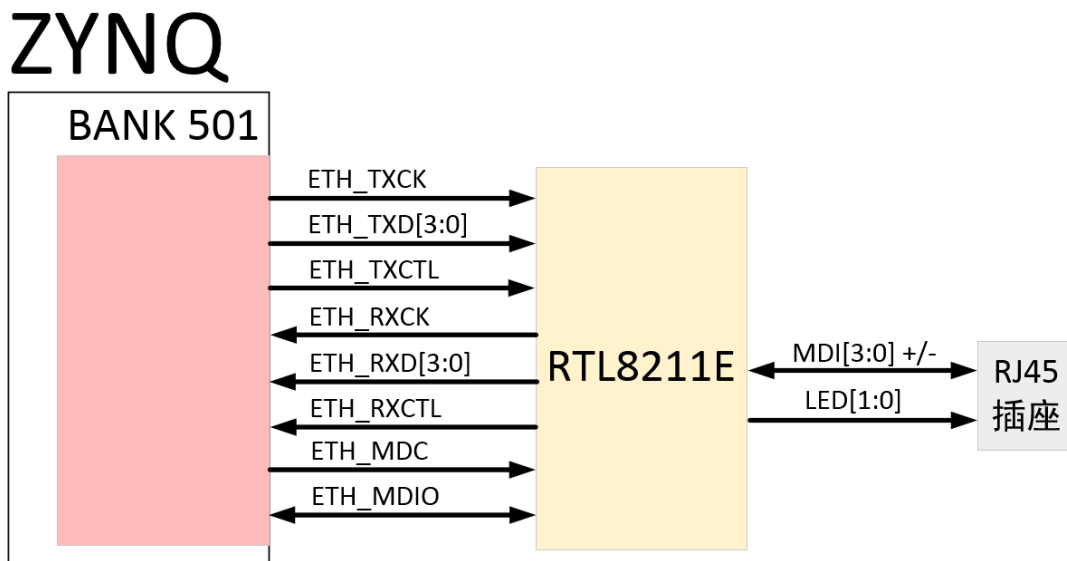 ZYNQ
BANK 501
ETH_TXCK
ETH_TXD[3:0]
ETH_TXCTL
ETH_RXCK
ETH_RXD[3:0]
ETH_RXCTL
ETH_MDC
ETH_MDIO
RTL8211E
MDI[3:0] +/-
LED[1:0]
RJ45
插座